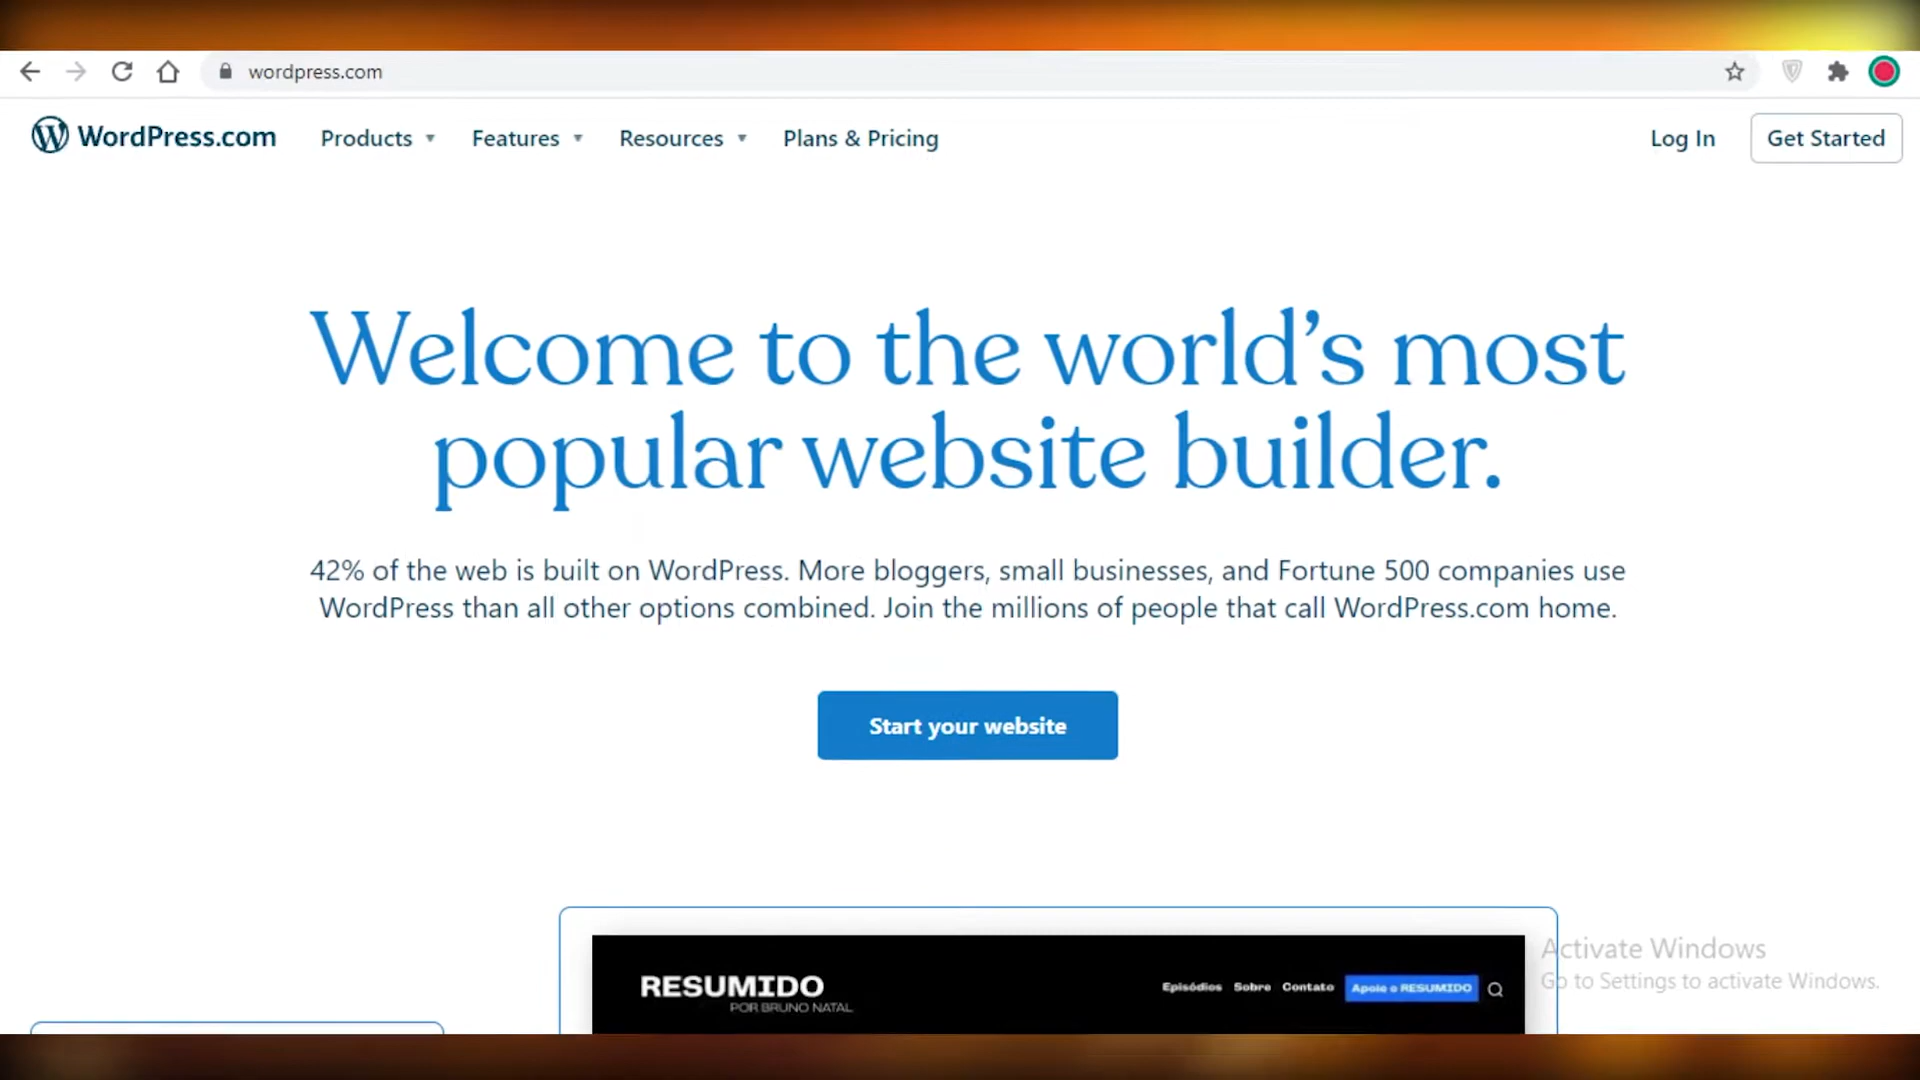 wordpress.com
WordPress.com Products Features Resources Plans & Pricing Log In Get Started
Welcome to the world’s most
popular website builder.
42% of the web is built on WordPress. More bloggers, small businesses, and Fortune 500 companies use
WordPress than all other options combined. Join the millions of people that call WordPress.com home.
Start your website
RESUMIDO
POR BRUNO NATAL
Episódios Sobre Contato Apoie o RESUMIDO
Activate Windows
Go to Settings to activate Windows.